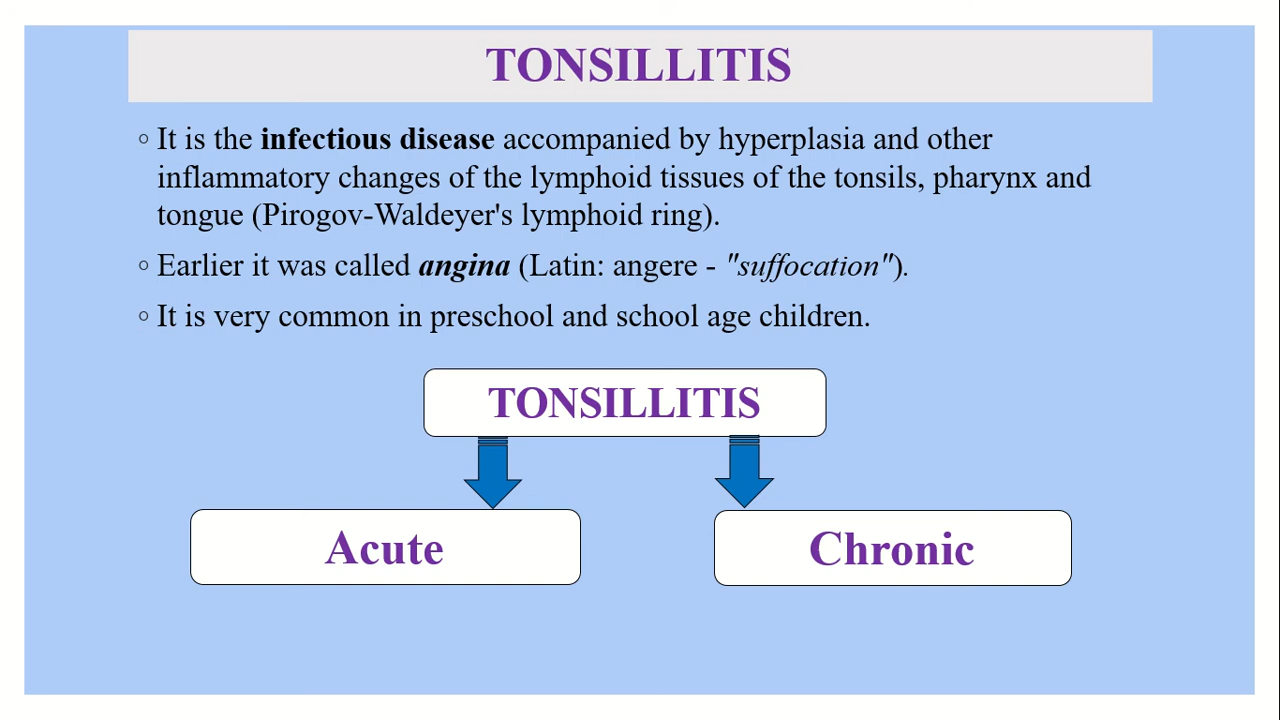 TONSILLITIS
◦ It is the infectious disease accompanied by hyperplasia and other
inflammatory changes of the lymphoid tissues of the tonsils, pharynx and
tongue (Pirogov-Waldeyer's lymphoid ring).
◦ Earlier it was called angina (Latin: angere - "suffocation").
◦ It is very common in preschool and school age children.
TONSILLITIS
Acute
Chronic